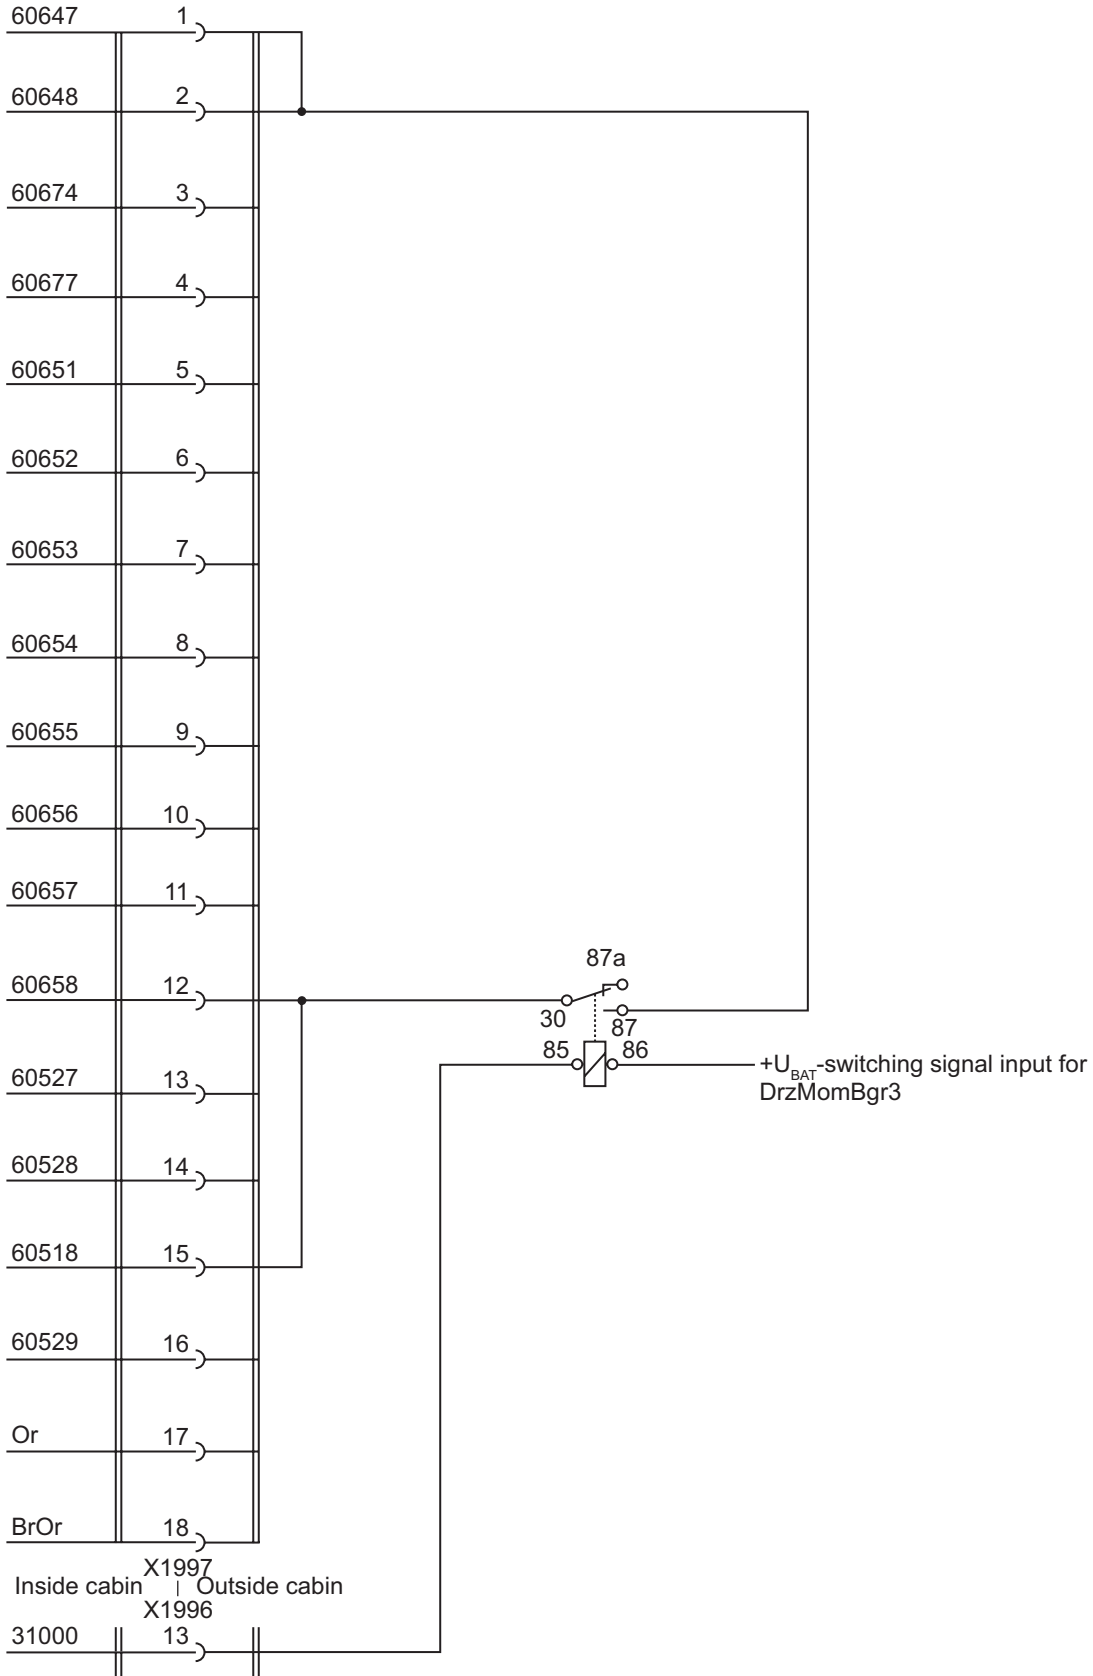 60647 1
60648 2
60674 3
60677 4
60651 5
60652 6
60653 7
60654 8
60655 9
60656 10
60657 11
87a
60658 12
30
87
85 86
+UBAT-switching signal input for
DrzMomBgr3
60527 13
60528 14
60518 15
60529 16
Or 17
BrOr 18
X1997
Inside cabin | Outside cabin
X1996
31000 13